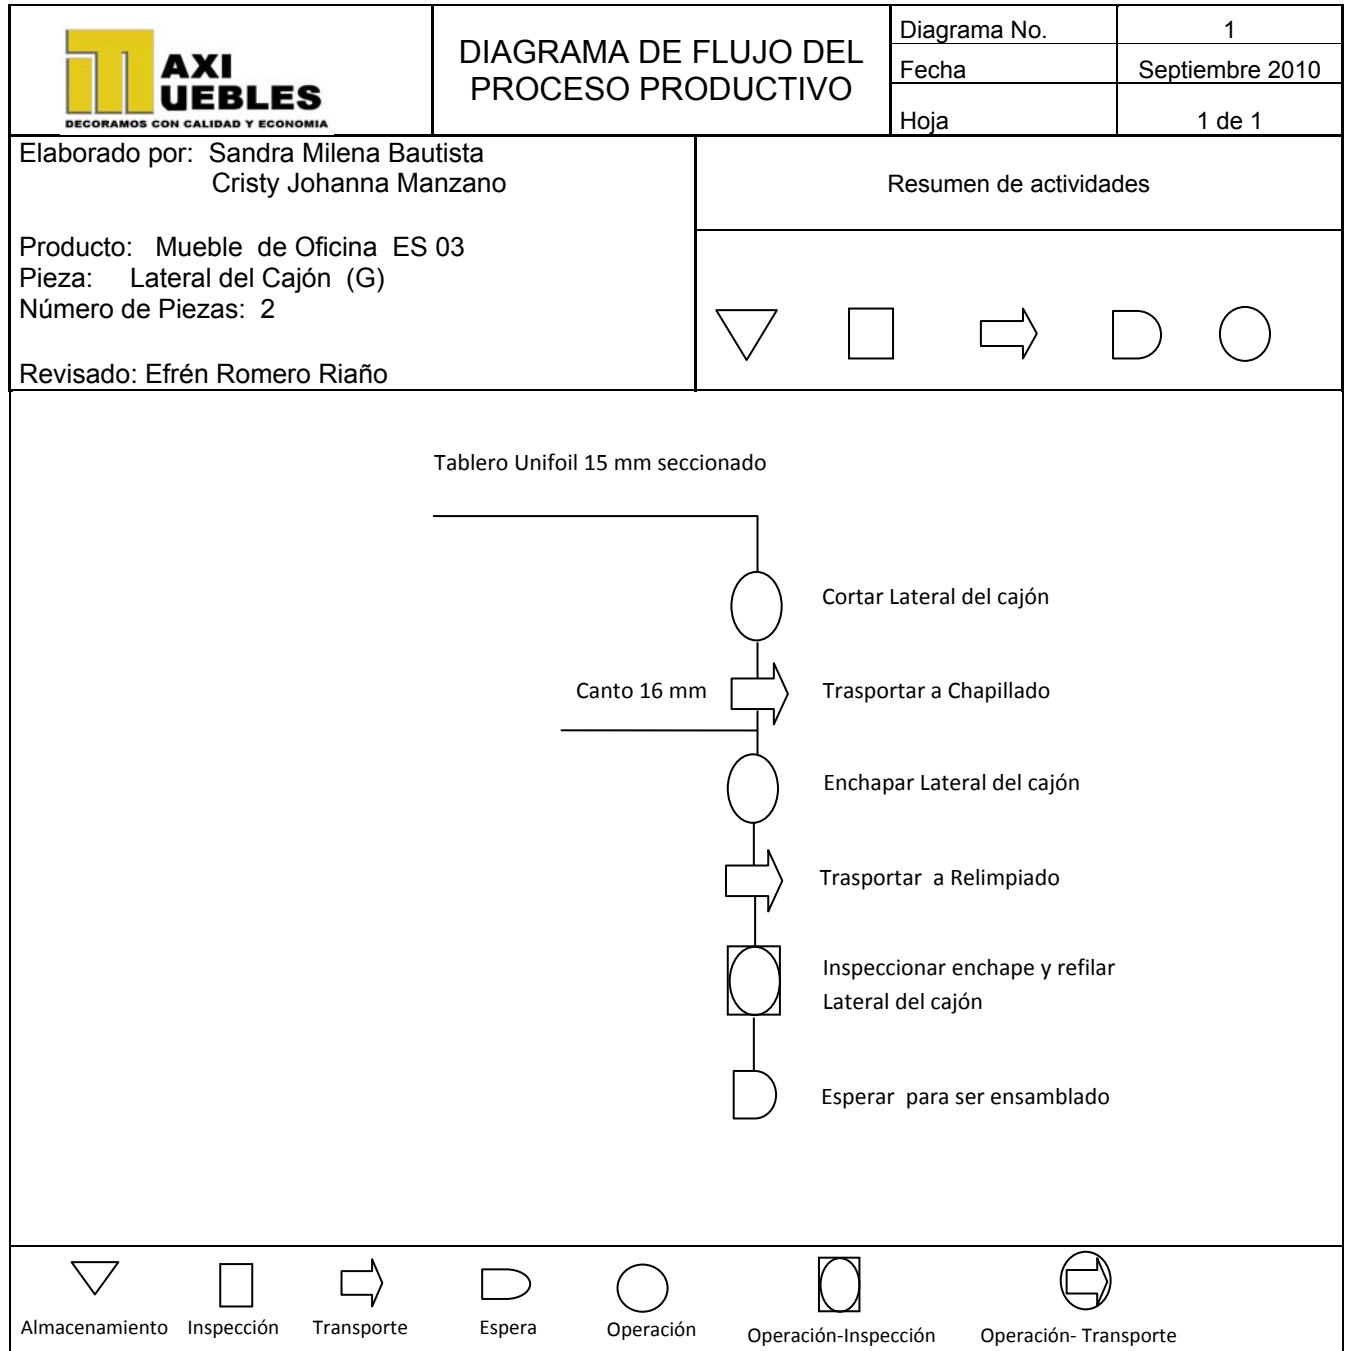 AXI
UEBLES
DECORAMOS CON CALIDAD Y ECONOMIA
DIAGRAMA DE FLUJO DEL
PROCESO PRODUCTIVO
Diagrama No. 1
Fecha Septiembre 2010
Hoja 1 de 1
Elaborado por: Sandra Milena Bautista
Cristy Johanna Manzano
Producto: Mueble de Oficina ES 03
Pieza: Lateral del Cajón (G)
Número de Piezas: 2
Revisado: Efrén Romero Riaño
Resumen de actividades
Tablero Unifoil 15 mm seccionado
Cortar Lateral del cajón
Canto 16 mm
Trasportar a Chapillado
Enchapar Lateral del cajón
Trasportar a Relimpiado
Inspeccionar enchape y refilar
Lateral del cajón
Esperar para ser ensamblado
Almacenamiento
Inspección
Transporte
Espera
Operación
Operación-Inspección
Operación- Transporte